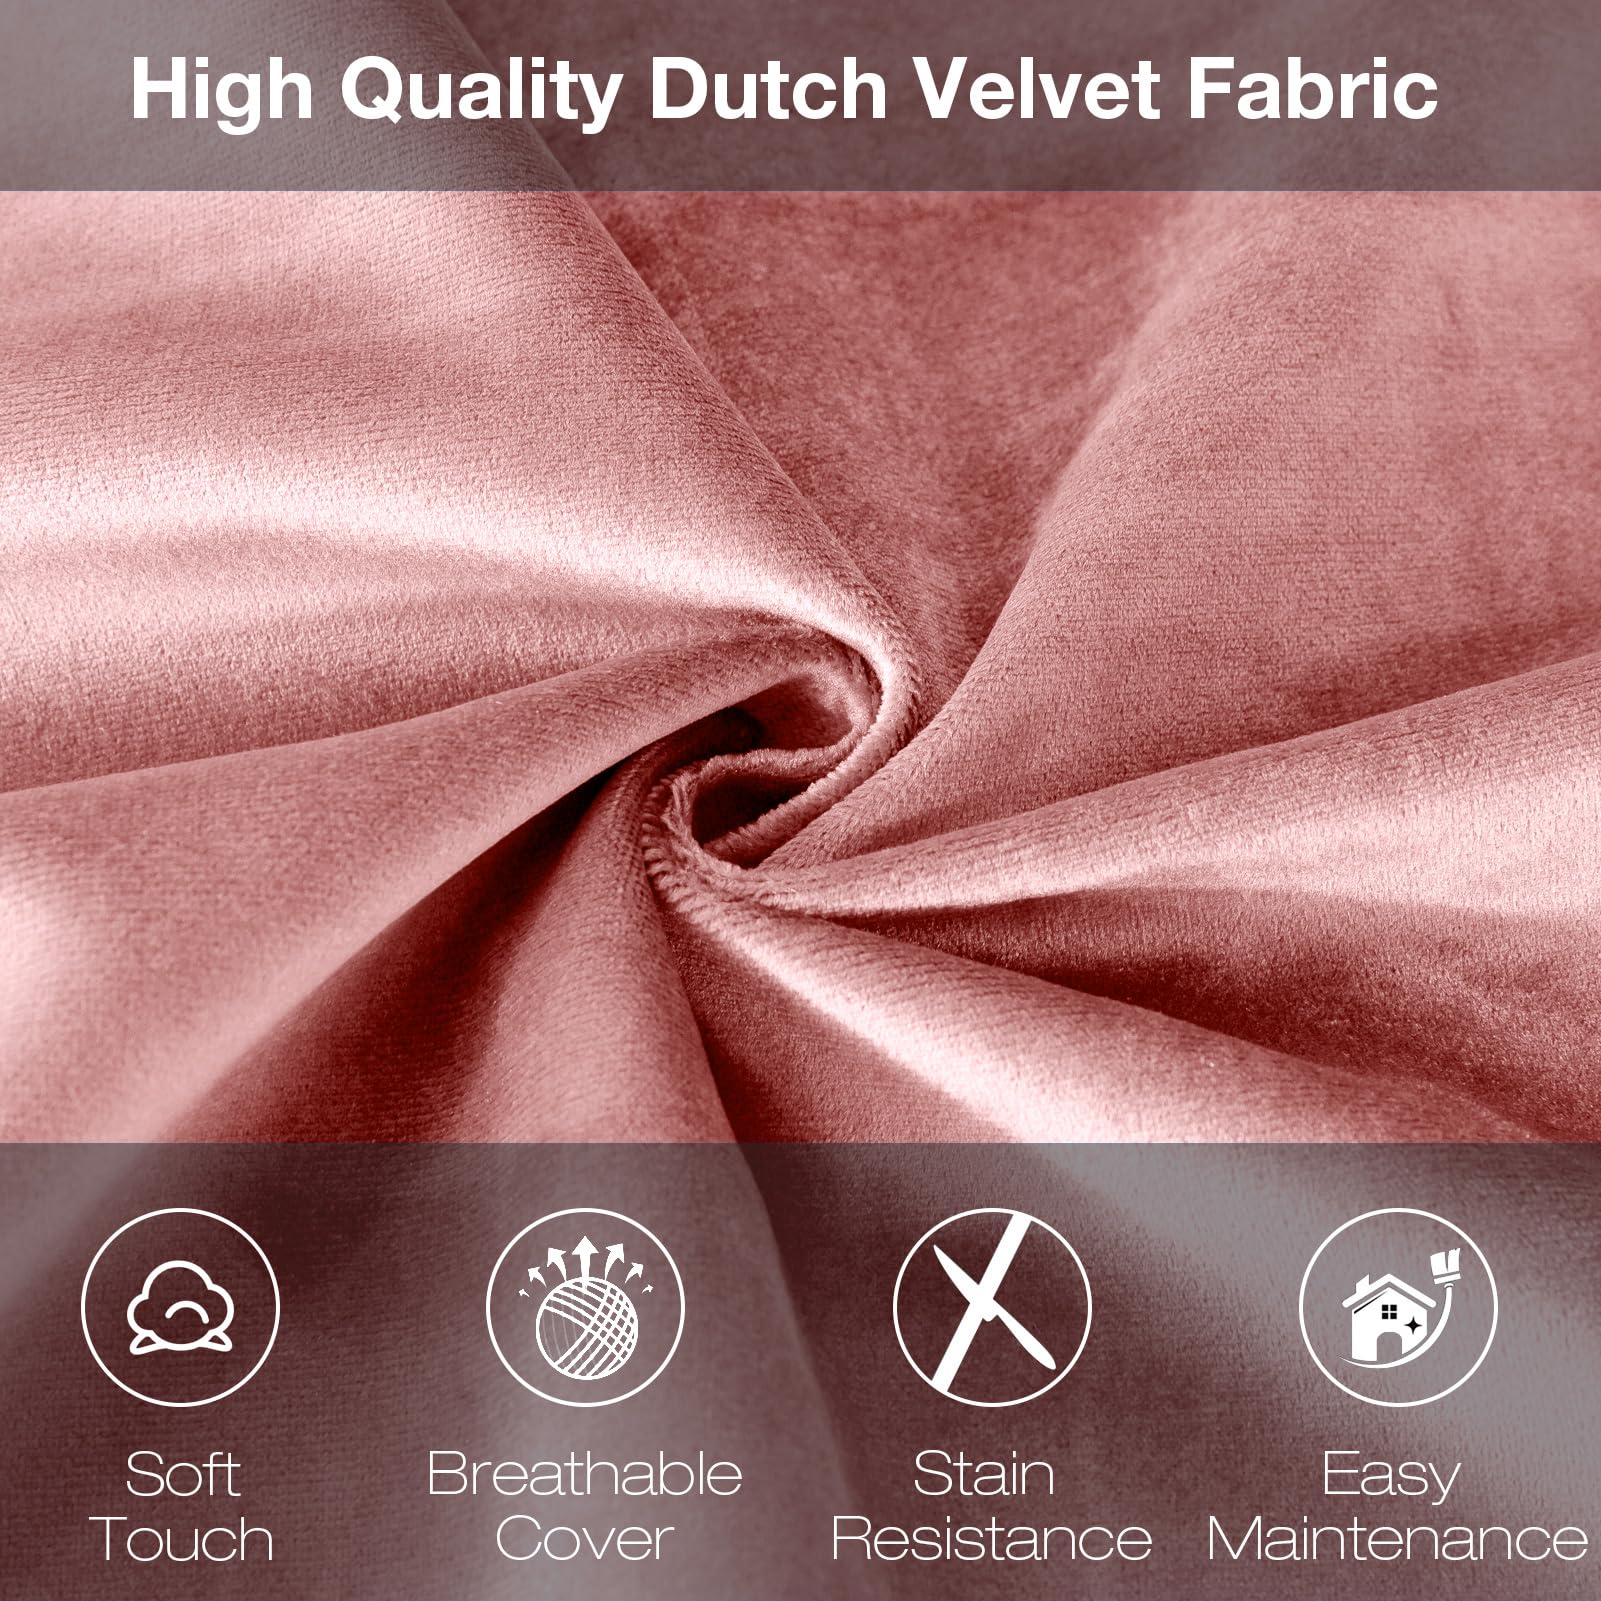 High Quality Dutch Velvet Fabric
Soft
Touch
Breathable
Cover
Stain
Resistance
Easy
Maintenance